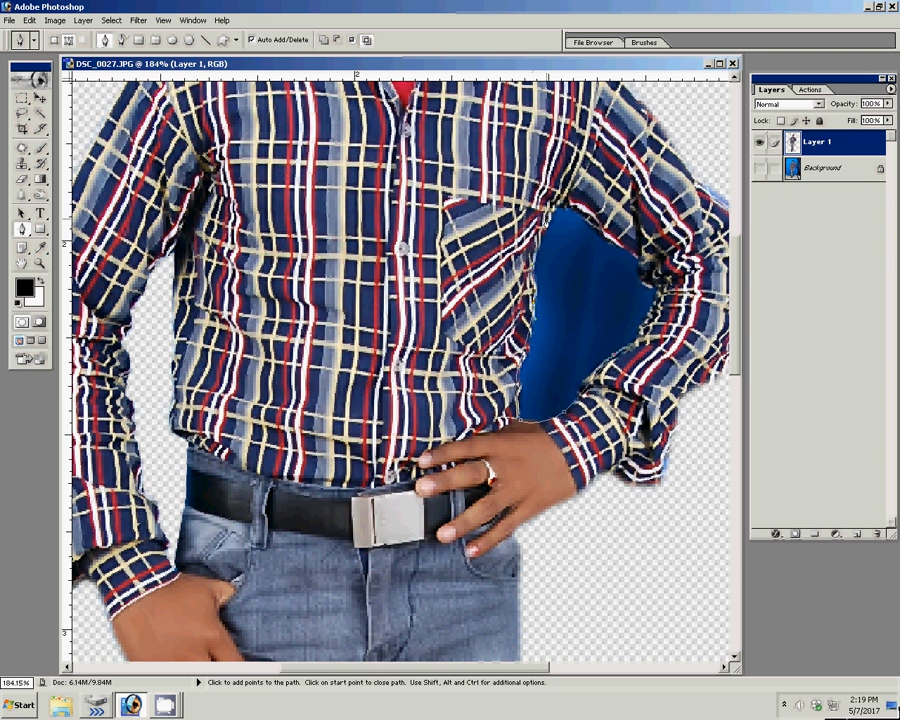 Adobe Photoshop
File Edit Image Layer Select Filter View Window Help
Auto Add/Delete
File Browser Brushes
DSC_0027.JPG @ 184% (Layer 1, RGB)
2
2
3
Layers Actions
Normal Opacity: 100%
Lock: Fill: 100%
Layer 1
Background
184.15% Doc: 6.14M/9.84M Click to add points to the path. Click on start point to close path. Use Shift, Alt and Ctrl for additional options.
Start
2:19 PM
5/7/2017